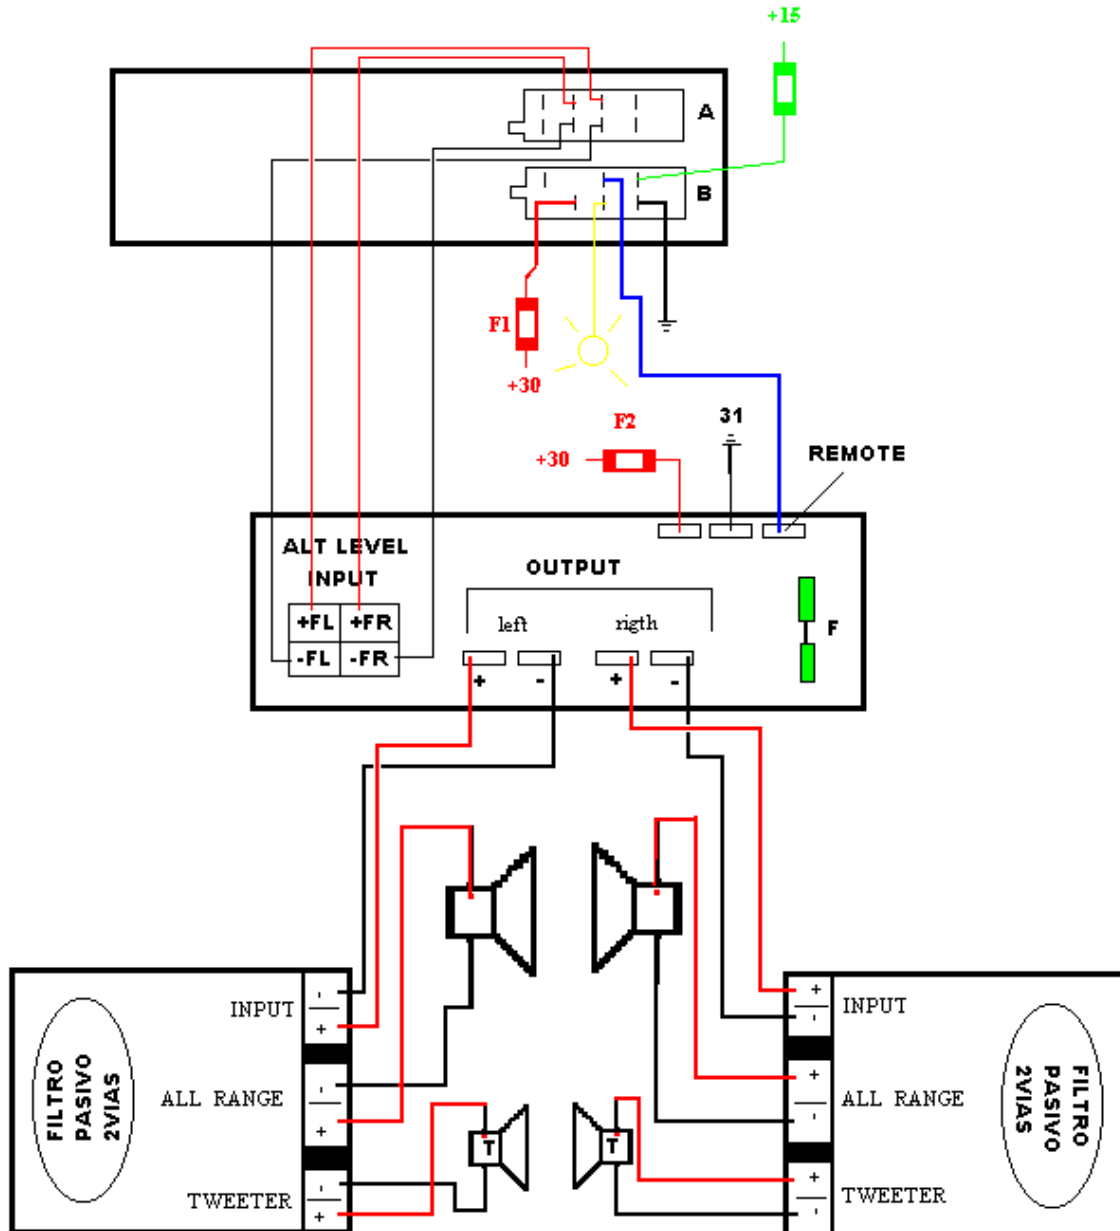 +15
A
B
F1
+30
F2
+30
31
REMOTE
ALT LEVEL
INPUT
+FL +FR
-FL -FR
OUTPUT
left rigth
+ - + -
F
INPUT
-
+
ALL RANGE
-
+
TWEETER
-
+
FILTRO
PASIVO
2VIAS
T
T
+
-
INPUT
+
-
ALL RANGE
+
-
TWEETER
FILTRO
PASIVO
2VIAS